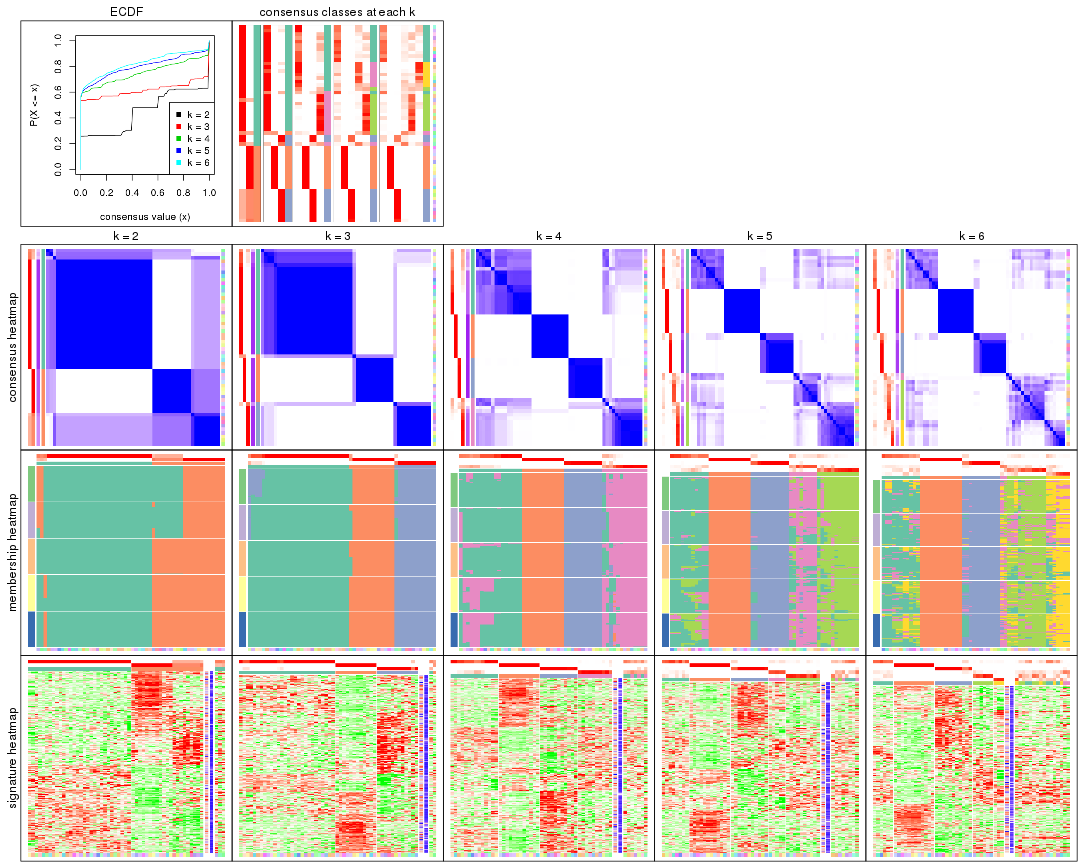 ECDF
consensus classes at each k
P(X <= x)
0.0 0.2 0.4 0.6 0.8 1.0
k = 2
k = 3
k = 4
k = 5
k = 6
0.0 0.2 0.4 0.6 0.8 1.0
consensus value (x)
k = 2
k = 3
k = 4
k = 5
k = 6
consensus heatmap
membership heatmap
signature heatmap